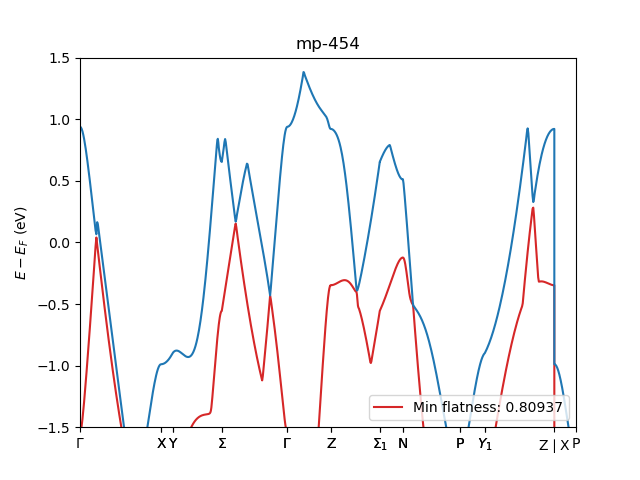 mp-454
1.5
1.0
0.5
0.0
−0.5
−1.0
−1.5
E − E_F (eV)
Min flatness: 0.80937
Γ X Y Σ Γ Z Σ₁ N P Y₁ Z | X P